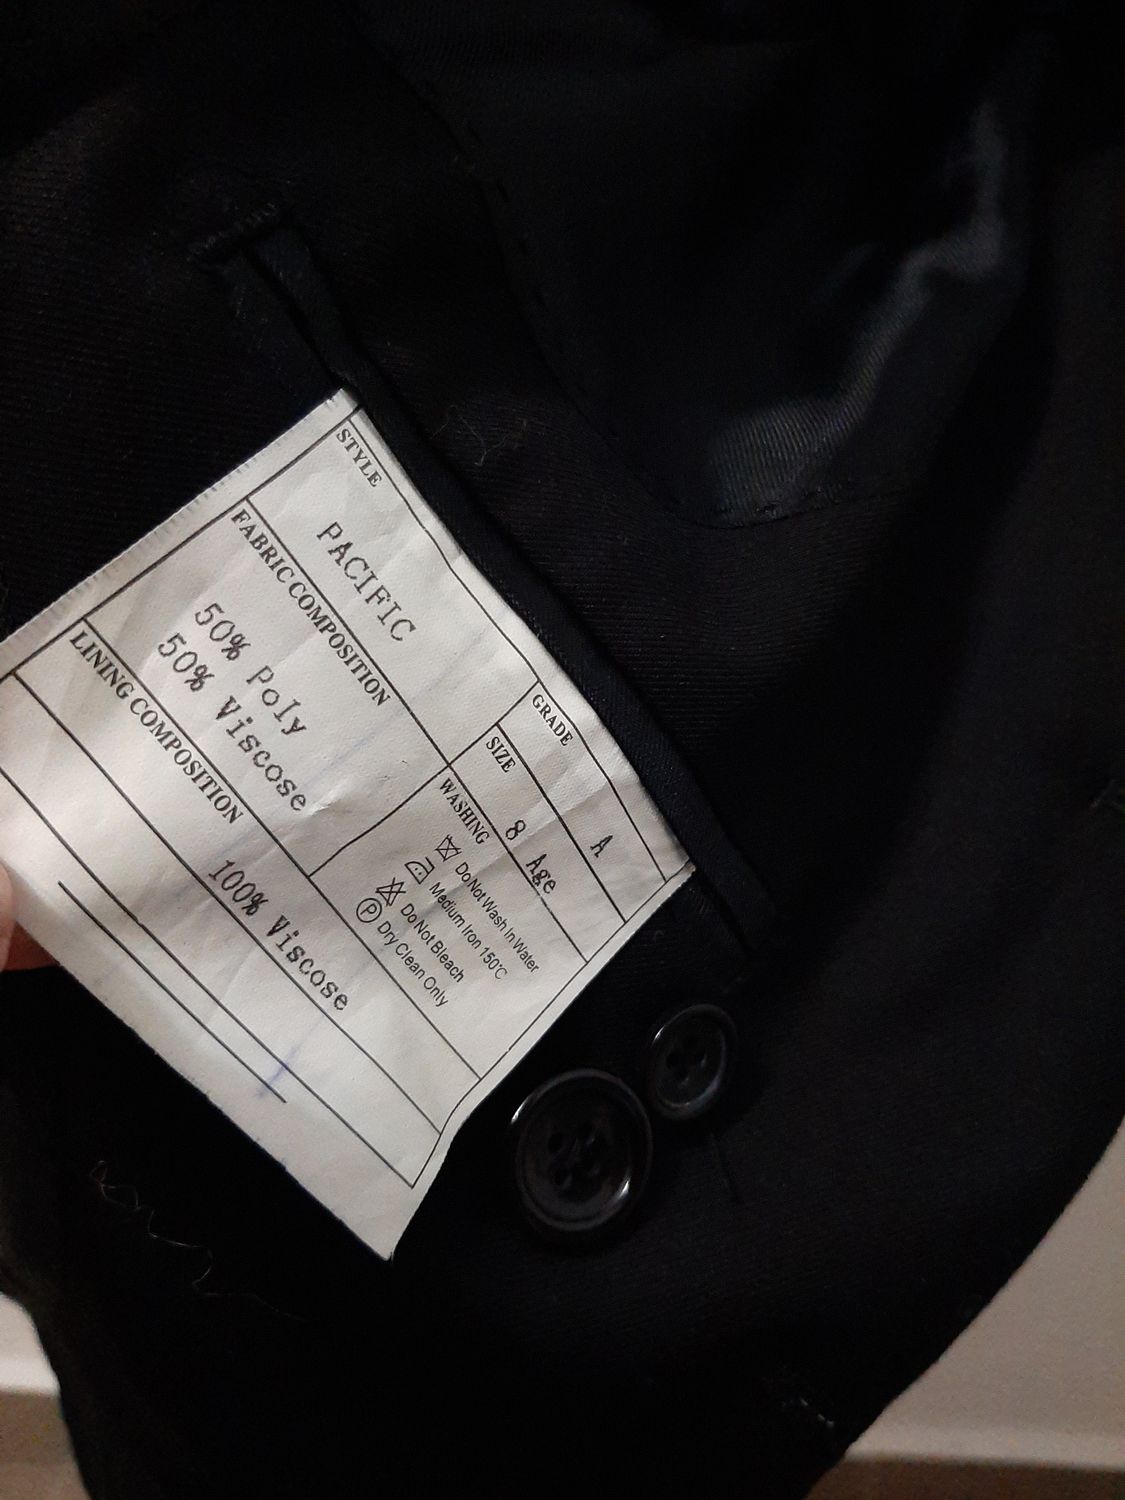 STYLE
PACIFIC
GRADE
A
SIZE
8 Age
FABRIC COMPOSITION
50% Poly
50% Viscose
WASHING
Do Not Wash In Water
Medium Iron 150°C
Do Not Bleach
P Dry Clean Only
LINING COMPOSITION
100% Viscose